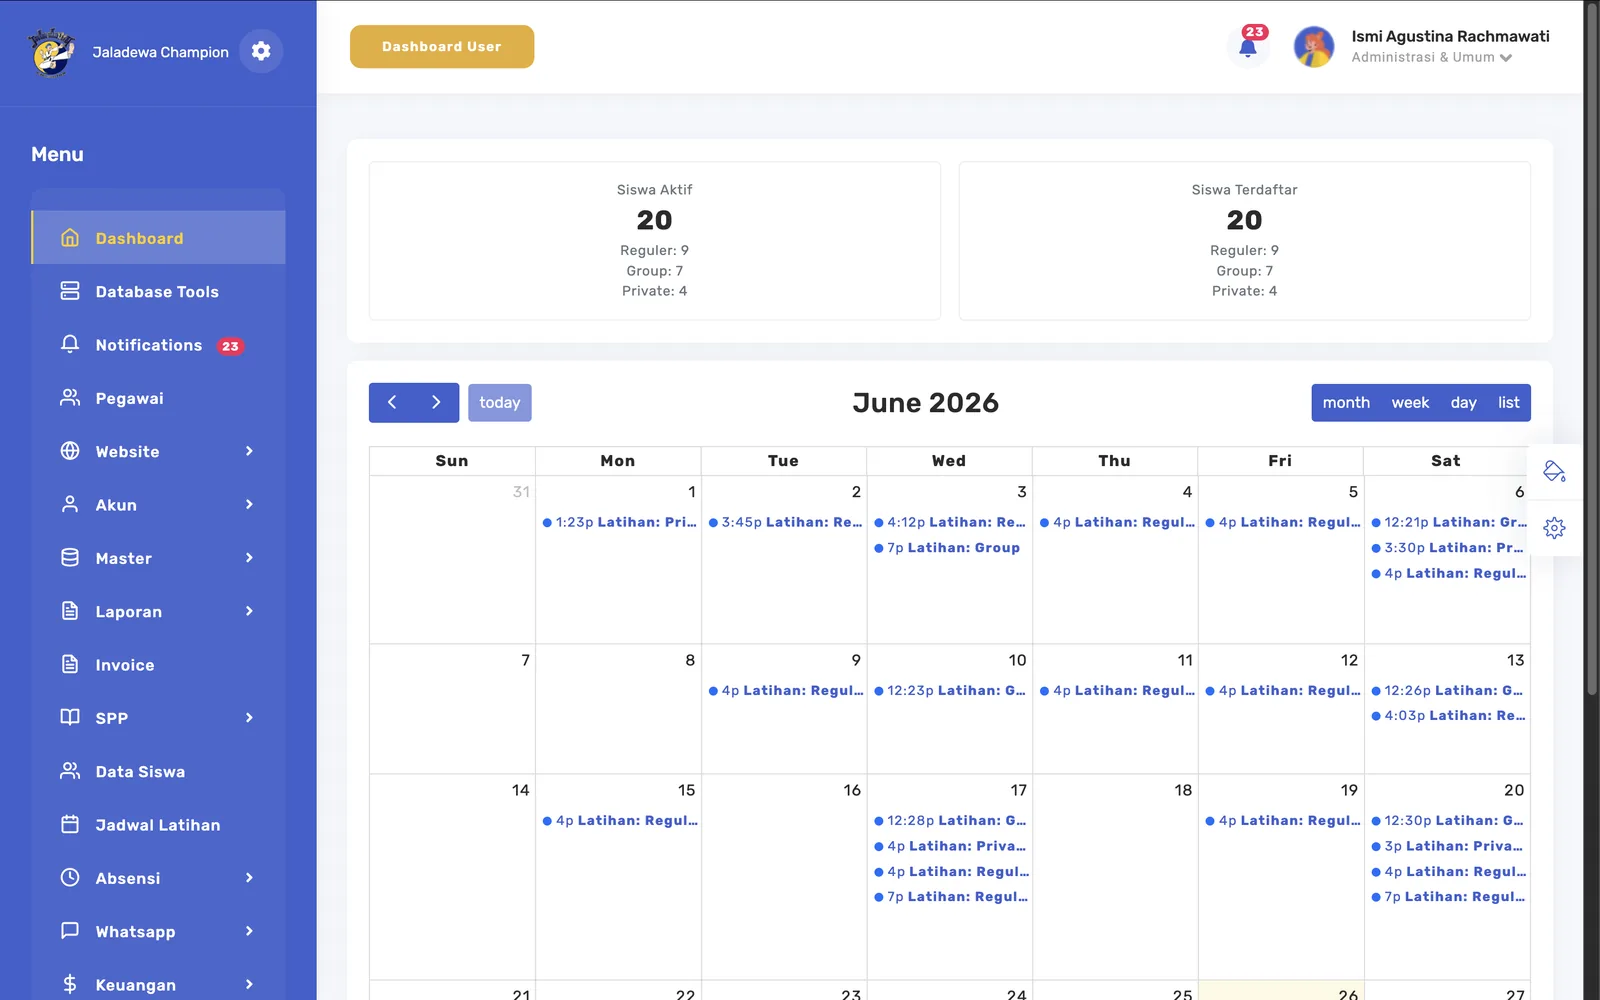 Jaladewa Champion
Dashboard User
23
Ismi Agustina Rachmawati
Administrasi & Umum
Menu
Dashboard
Database Tools
Notifications 23
Pegawai
Website
Akun
Master
Laporan
Invoice
SPP
Data Siswa
Jadwal Latihan
Absensi
Whatsapp
Keuangan
Siswa Aktif
20
Reguler: 9
Group: 7
Private: 4
Siswa Terdaftar
20
Reguler: 9
Group: 7
Private: 4
today
June 2026
month week day list
Sun Mon Tue Wed Thu Fri Sat
31
1
1:23p Latihan: Pri...
2
3:45p Latihan: Re...
3
4:12p Latihan: Re...
7p Latihan: Group
4
4p Latihan: Regul...
5
4p Latihan: Regul...
6
12:21p Latihan: Gr...
3:30p Latihan: Pr...
4p Latihan: Regul...
7
8
9
4p Latihan: Regul...
10
12:23p Latihan: G...
11
4p Latihan: Regul...
12
4p Latihan: Regul...
13
12:26p Latihan: G...
4:03p Latihan: Re...
14
15
4p Latihan: Regul...
16
17
12:28p Latihan: G...
4p Latihan: Priva...
4p Latihan: Regul...
7p Latihan: Regul...
18
19
4p Latihan: Regul...
20
12:30p Latihan: G...
3p Latihan: Priva...
4p Latihan: Regul...
7p Latihan: Regul...
21
22
23
24
25
26
27